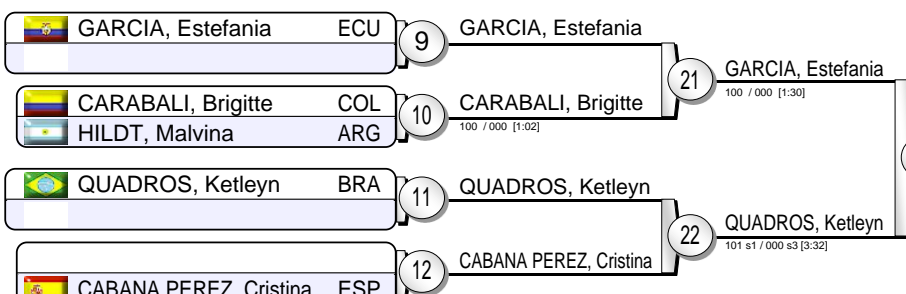 GARCIA, Estefania ECU
9
GARCIA, Estefania
21
GARCIA, Estefania
100 / 000 [1:30]
CARABALI, Brigitte COL
HILDT, Malvina ARG
10
CARABALI, Brigitte
100 / 000 [1:02]
QUADROS, Ketleyn BRA
11
QUADROS, Ketleyn
22
QUADROS, Ketleyn
101 s1 / 000 s3 [3:32]
CABANA PEREZ, Cristina ESP
12
CABANA PEREZ, Cristina